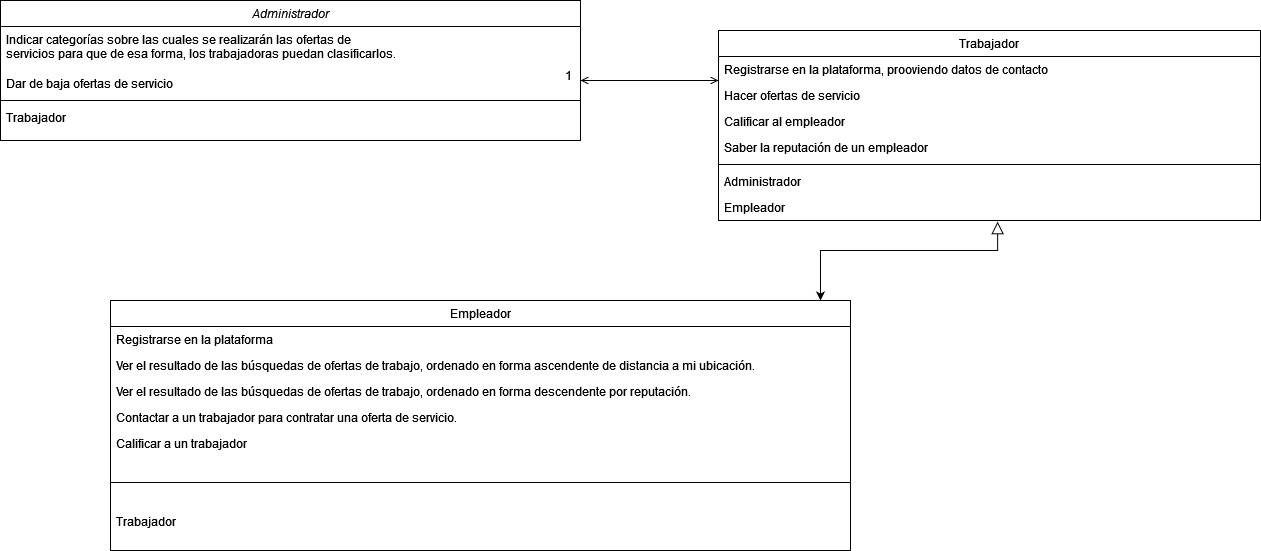 Administrador
Indicar categorías sobre las cuales se realizarán las ofertas de
servicios para que de esa forma, los trabajadoras puedan clasificarlos.
Dar de baja ofertas de servicio
1
Trabajador
Trabajador
Registrarse en la plataforma, prooviendo datos de contacto
Hacer ofertas de servicio
Calificar al empleador
Saber la reputación de un empleador
Administrador
Empleador
Empleador
Registrarse en la plataforma
Ver el resultado de las búsquedas de ofertas de trabajo, ordenado en forma ascendente de distancia a mi ubicación.
Ver el resultado de las búsquedas de ofertas de trabajo, ordenado en forma descendente por reputación.
Contactar a un trabajador para contratar una oferta de servicio.
Calificar a un trabajador
Trabajador